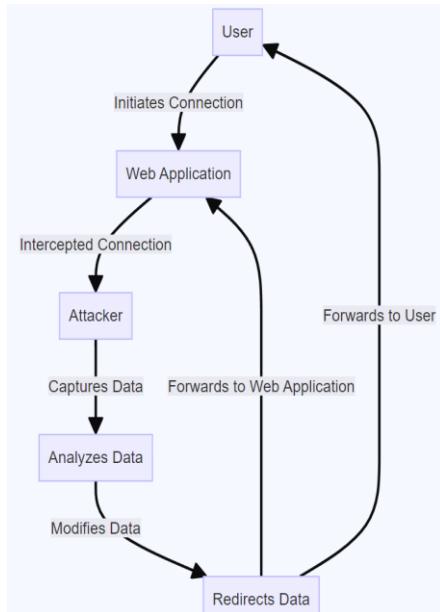 User
Initiates Connection
Web Application
Intercepted Connection
Attacker
Forwards to User
Captures Data
Forwards to Web Application
Analyzes Data
Modifies Data
Redirects Data